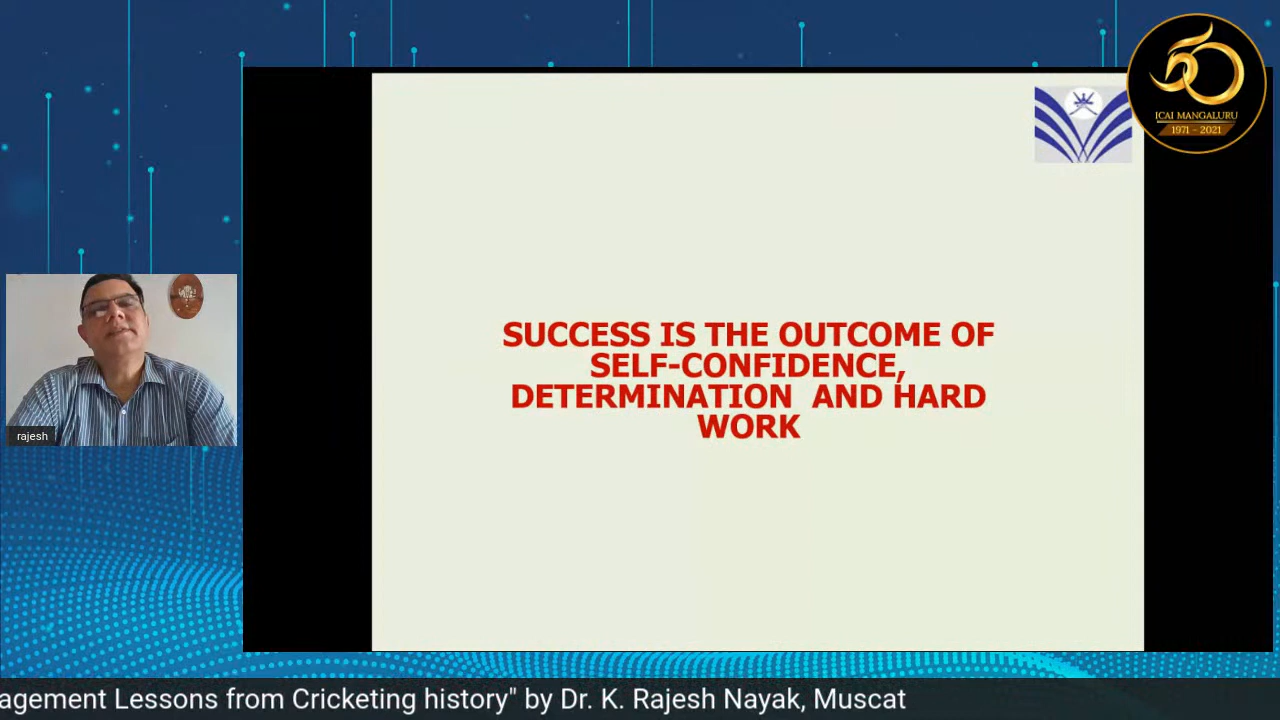 50
ICAI MANGALURU
1971 - 2021
SUCCESS IS THE OUTCOME OF
SELF-CONFIDENCE,
DETERMINATION AND HARD
WORK
rajesh
agement Lessons from Cricketing history" by Dr. K. Rajesh Nayak, Muscat